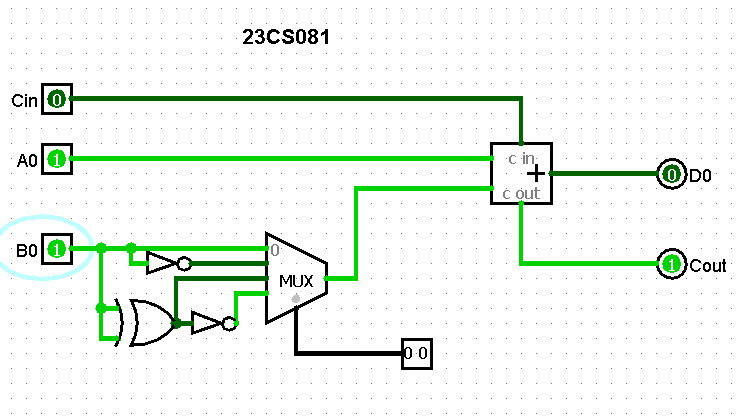 23CS081
Cin 0
A0 1
c in
+
c out
0 D0
B0 1
0
MUX
1 Cout
0 0